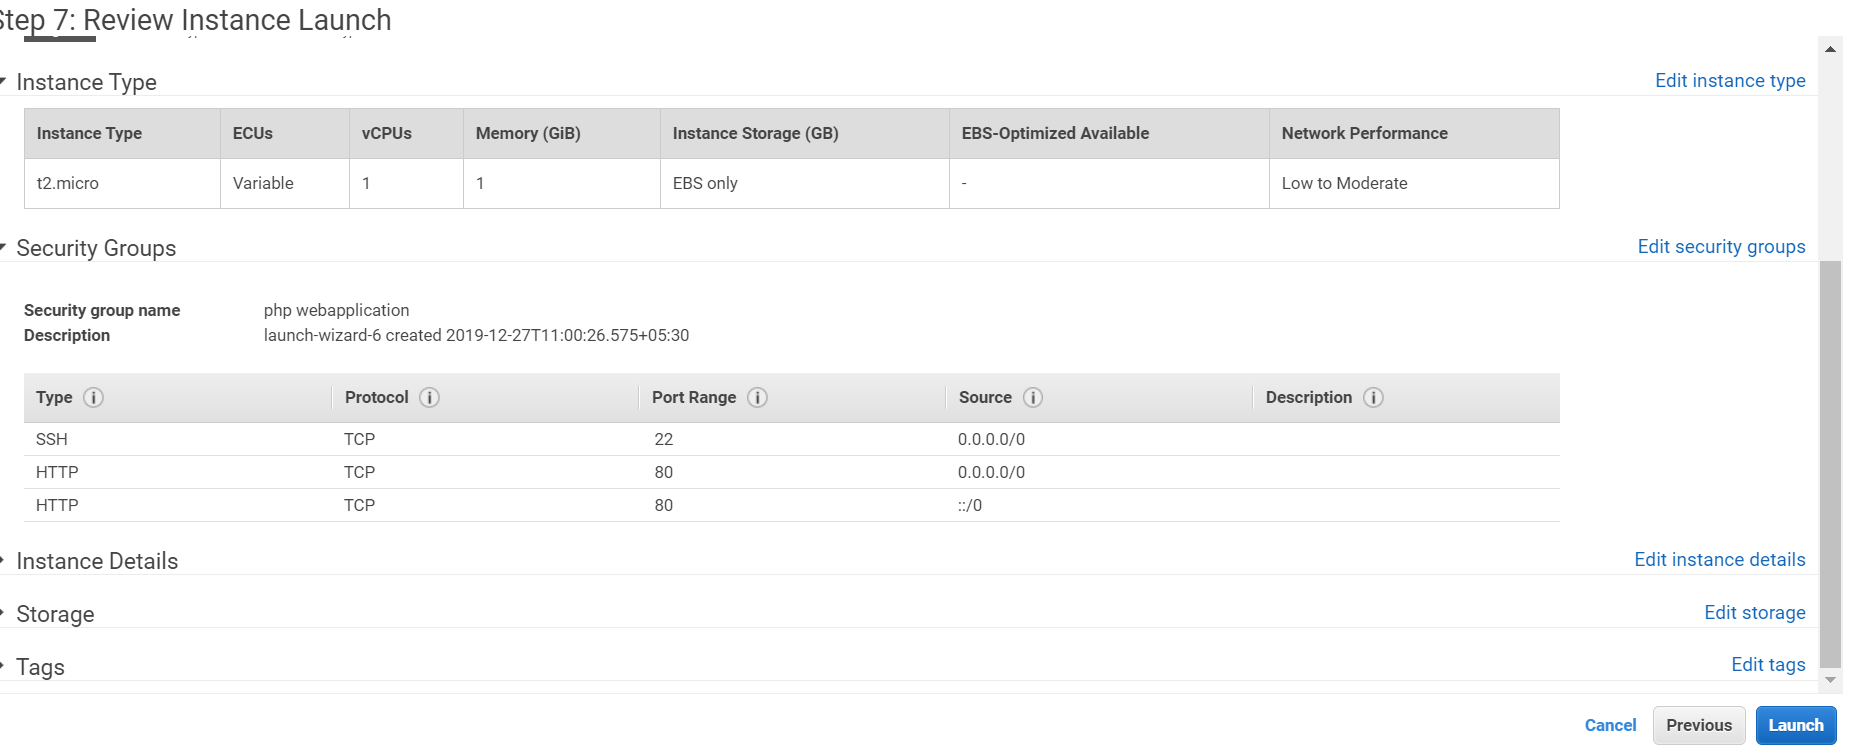 Step 7: Review Instance Launch
Instance Type
Edit instance type
Instance Type ECUs vCPUs Memory (GiB) Instance Storage (GB) EBS-Optimized Available Network Performance
t2.micro Variable 1 1 EBS only - Low to Moderate
Security Groups
Edit security groups
Security group name php webapplication
Description launch-wizard-6 created 2019-12-27T11:00:26.575+05:30
Type i Protocol i Port Range i Source i Description i
SSH TCP 22 0.0.0.0/0
HTTP TCP 80 0.0.0.0/0
HTTP TCP 80 ::/0
Instance Details
Edit instance details
Storage
Edit storage
Tags
Edit tags
Cancel Previous Launch